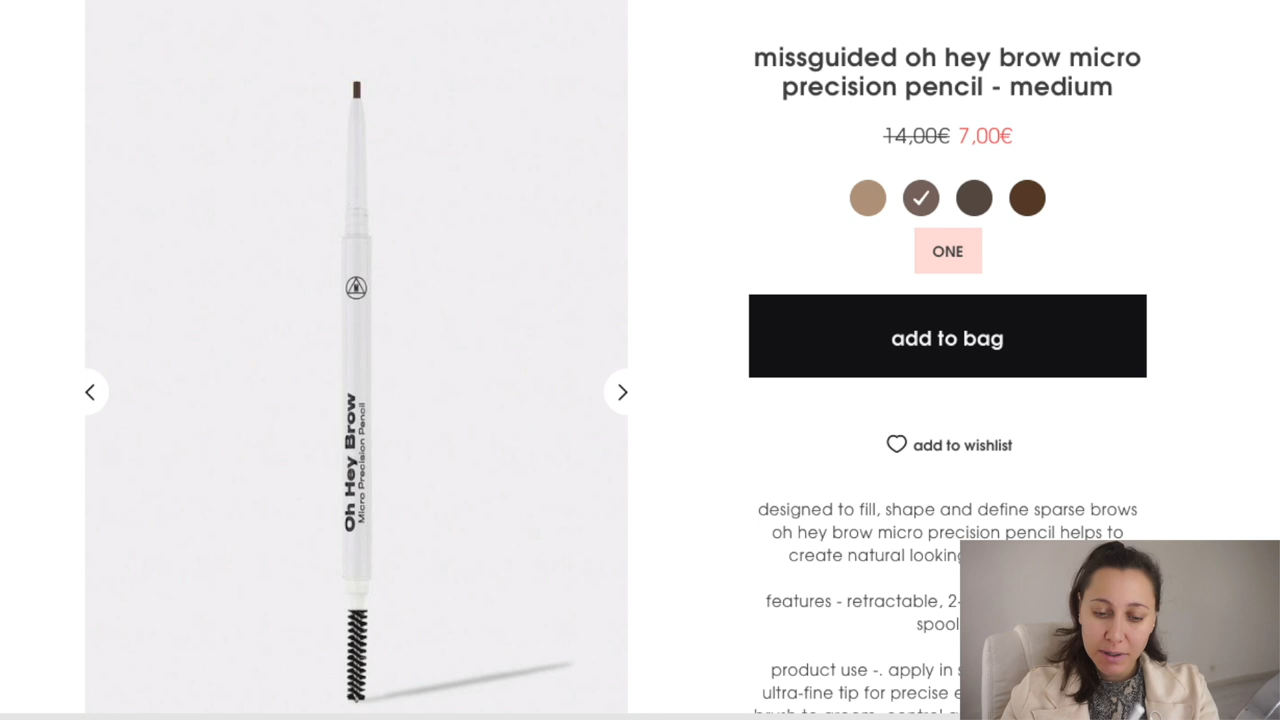 missguided oh hey brow micro
precision pencil - medium
14,00€ 7,00€
ONE
add to bag
add to wishlist
designed to fill, shape and define sparse brows
oh hey brow micro precision pencil helps to
create natural looking
features - retractable, 2-
spool
product use -. apply in
ultra-fine tip for precise
Oh Hey Brow
Micro Precision Pencil